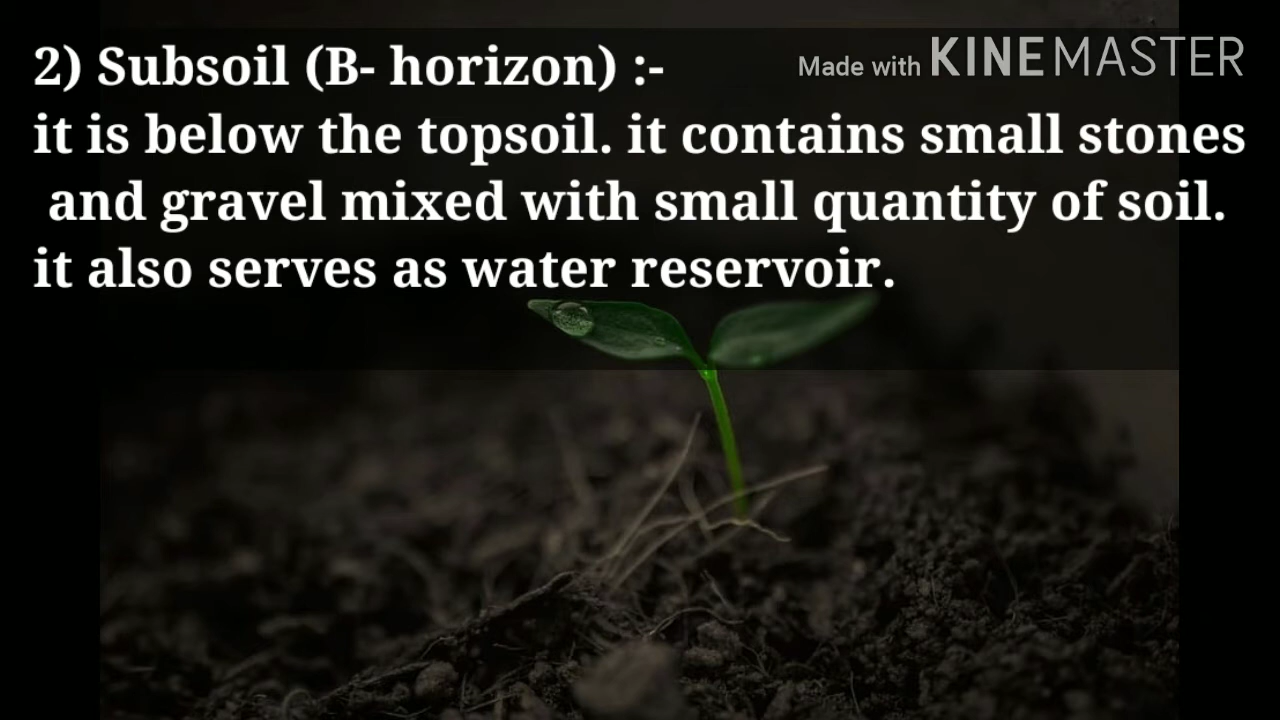 2) Subsoil (B- horizon) :-
Made with KINEMASTER
it is below the topsoil. it contains small stones
and gravel mixed with small quantity of soil.
it also serves as water reservoir.